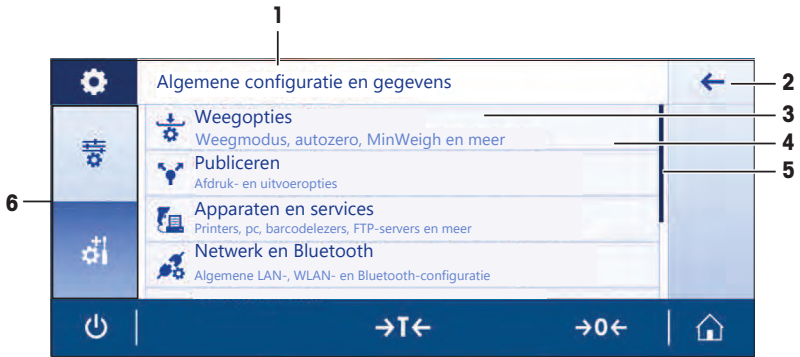 1
Algemene configuratie en gegevens
2
Weegopties
3
Weegmodus, autozero, MinWeigh en meer
4
Publiceren
5
Afdruk- en uitvoeropties
6
Apparaten en services
Printers, pc, barcodelezers, FTP-servers en meer
Netwerk en Bluetooth
Algemene LAN-, WLAN- en Bluetooth-configuratie
→T←
→0←